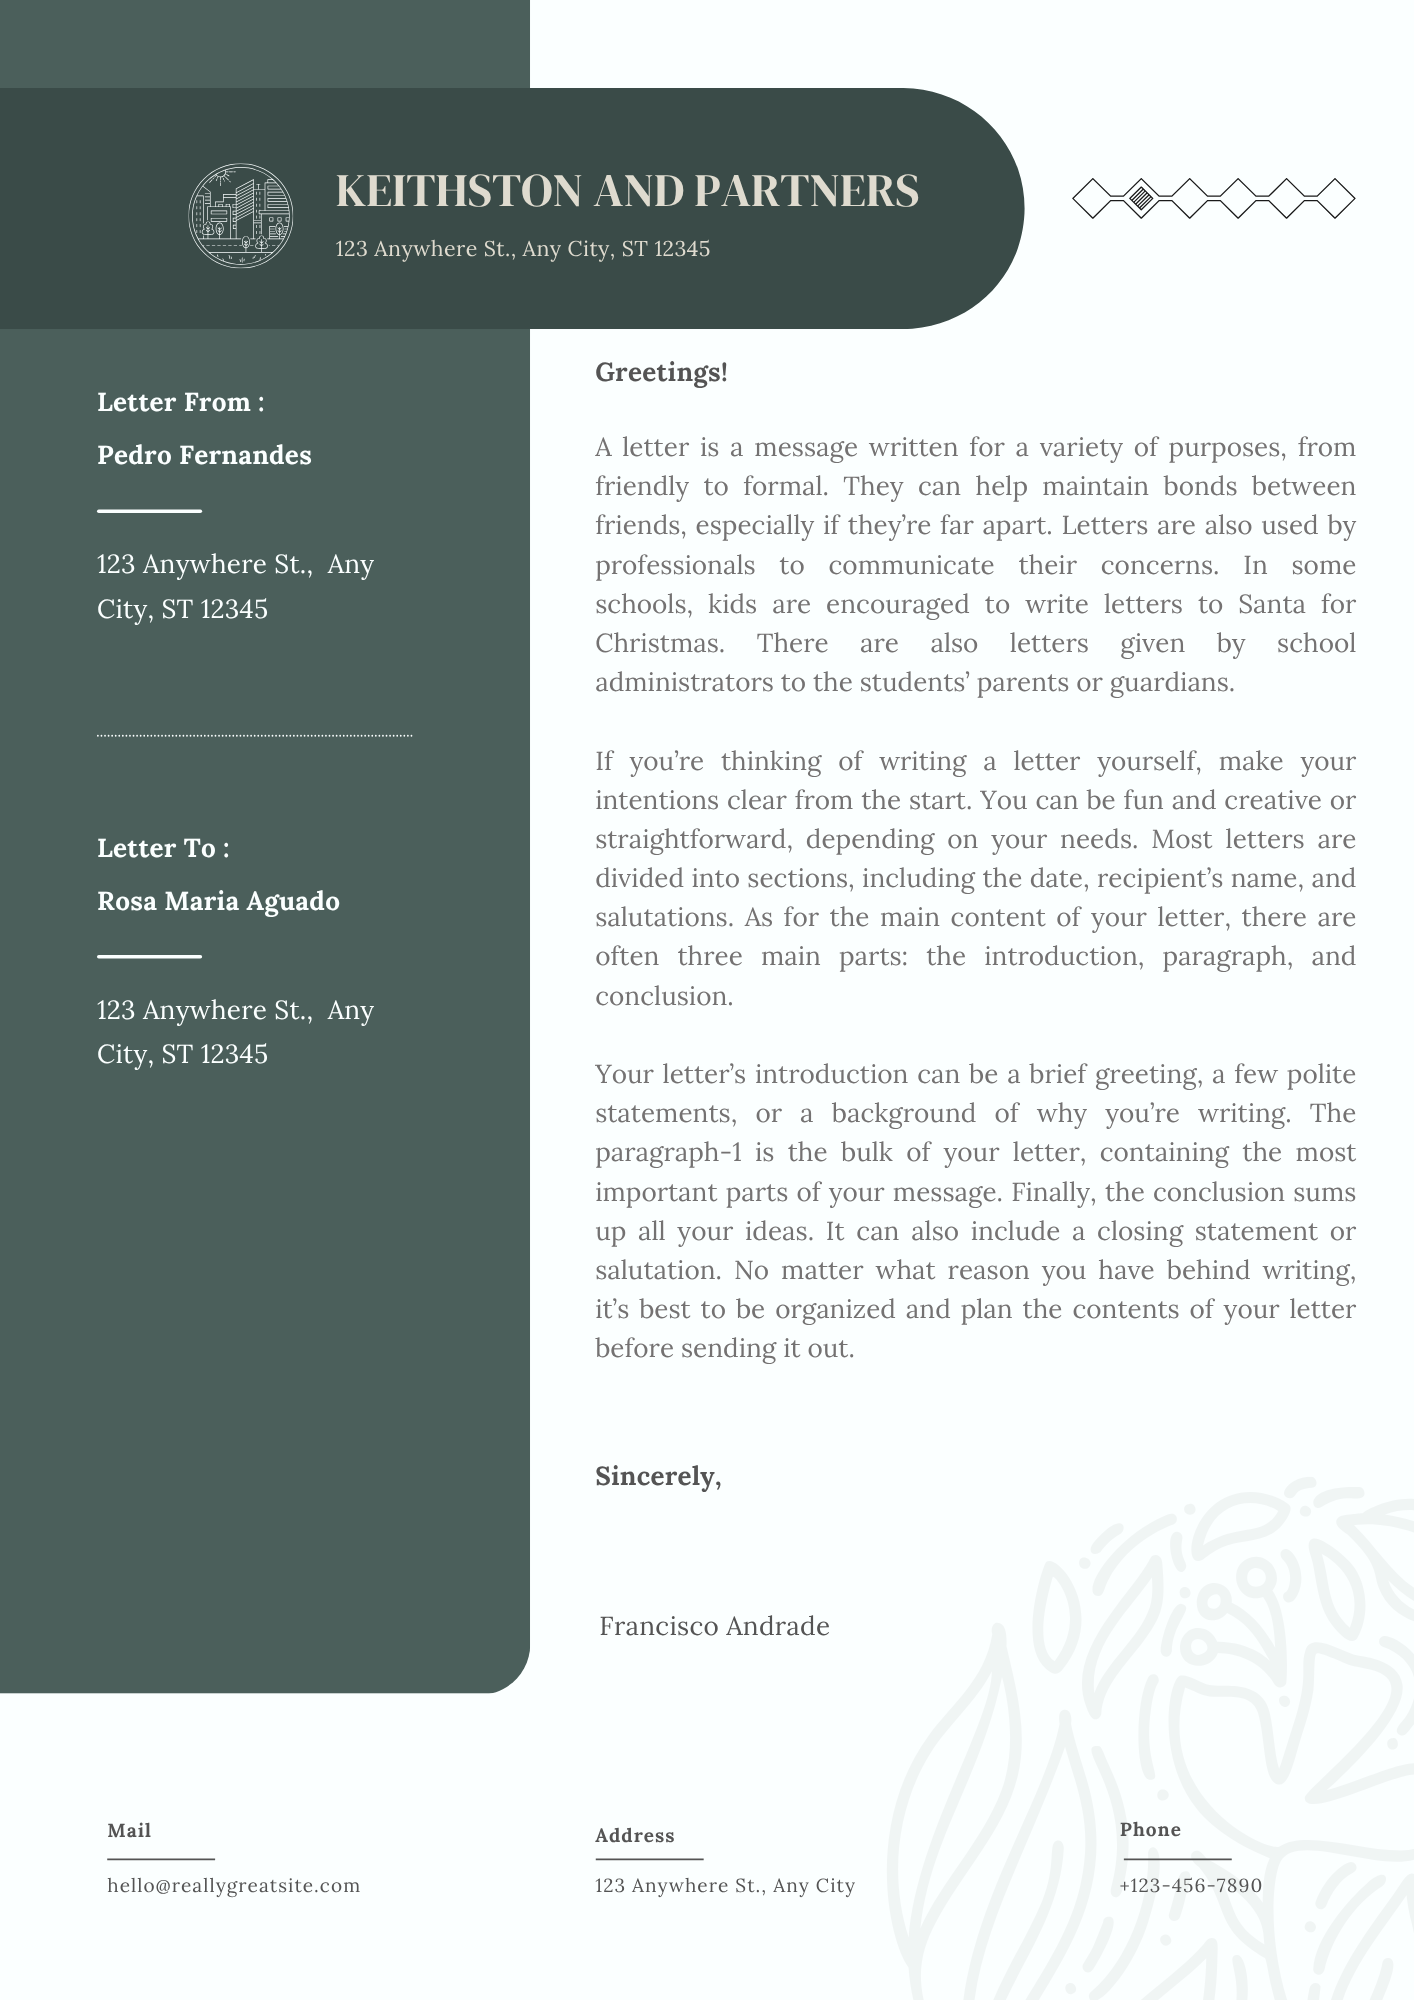 KEITHSTON AND PARTNERS
123 Anywhere St., Any City, ST 12345
Letter From :
Pedro Fernandes
123 Anywhere St.,  Any
City, ST 12345
Letter To :
Rosa Maria Aguado
123 Anywhere St.,  Any
City, ST 12345
Greetings!
A letter is a message written for a variety of purposes, from
friendly to formal. They can help maintain bonds between
friends, especially if they’re far apart. Letters are also used by
professionals to communicate their concerns. In some
schools, kids are encouraged to write letters to Santa for
Christmas. There are also letters given by school
administrators to the students’ parents or guardians.
If you’re thinking of writing a letter yourself, make your
intentions clear from the start. You can be fun and creative or
straightforward, depending on your needs. Most letters are
divided into sections, including the date, recipient’s name, and
salutations. As for the main content of your letter, there are
often three main parts: the introduction, paragraph, and
conclusion.
Your letter’s introduction can be a brief greeting, a few polite
statements, or a background of why you’re writing. The
paragraph-1 is the bulk of your letter, containing the most
important parts of your message. Finally, the conclusion sums
up all your ideas. It can also include a closing statement or
salutation. No matter what reason you have behind writing,
it’s best to be organized and plan the contents of your letter
before sending it out.
Sincerely,
Francisco Andrade
Mail
hello@reallygreatsite.com
Address
123 Anywhere St., Any City
Phone
+123-456-7890